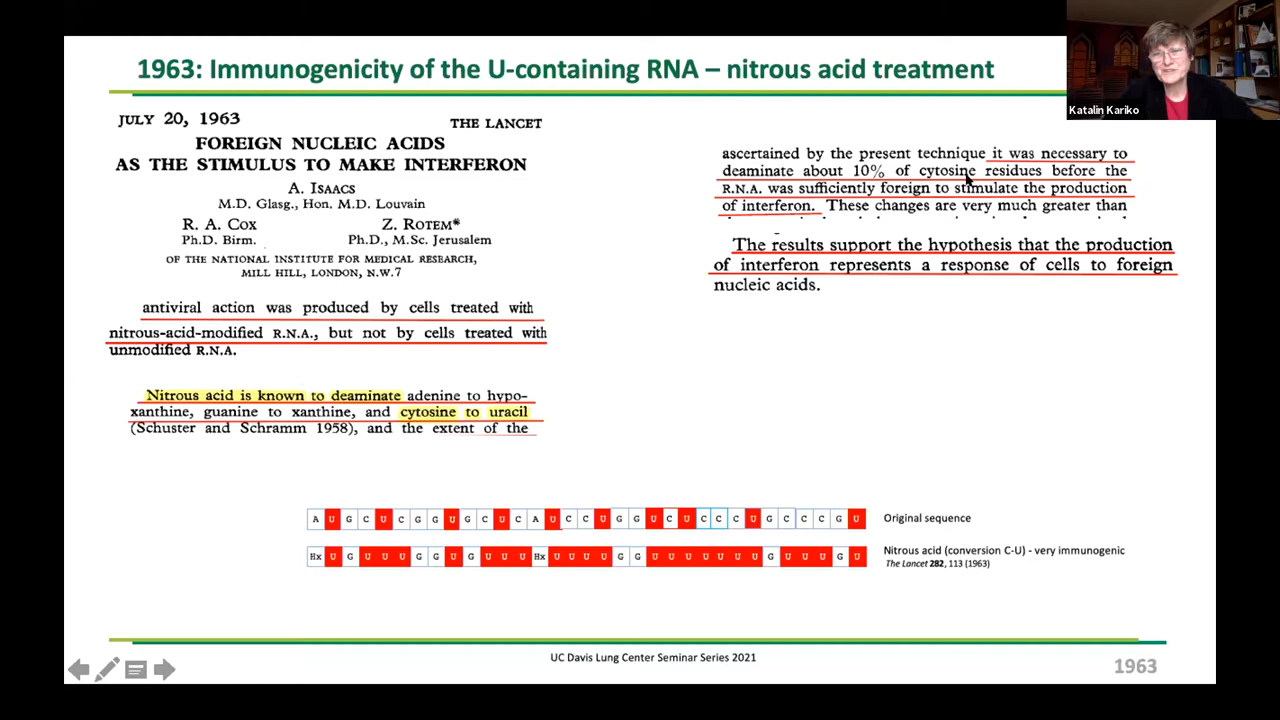 1963: Immunogenicity of the U-containing RNA – nitrous acid treatment
Katalin Kariko
JULY 20, 1963 THE LANCET
FOREIGN NUCLEIC ACIDS
AS THE STIMULUS TO MAKE INTERFERON
A. ISAACS
M.D. Glasg., Hon. M.D. Louvain
R. A. COX Z. ROTEM*
Ph.D. Birm. Ph.D., M.Sc. Jerusalem
OF THE NATIONAL INSTITUTE FOR MEDICAL RESEARCH,
MILL HILL, LONDON, N.W.7
antiviral action was produced by cells treated with
nitrous-acid-modified R.N.A., but not by cells treated with
unmodified R.N.A.
Nitrous acid is known to deaminate adenine to hypo-
xanthine, guanine to xanthine, and cytosine to uracil
(Schuster and Schramm 1958), and the extent of the
ascertained by the present technique it was necessary to
deaminate about 10% of cytosine residues before the
R.N.A. was sufficiently foreign to stimulate the production
of interferon. These changes are very much greater than
The results support the hypothesis that the production
of interferon represents a response of cells to foreign
nucleic acids.
A U G C U C G G U G C U C A U C C U G G U C U C C C U G C C C G U Original sequence
Hx U G U U U G G U G U U U Hx U U U U G G U U U U U U U G U U U G U Nitrous acid (conversion C-U) - very immunogenic
The Lancet 282, 113 (1963)
UC Davis Lung Center Seminar Series 2021
1963